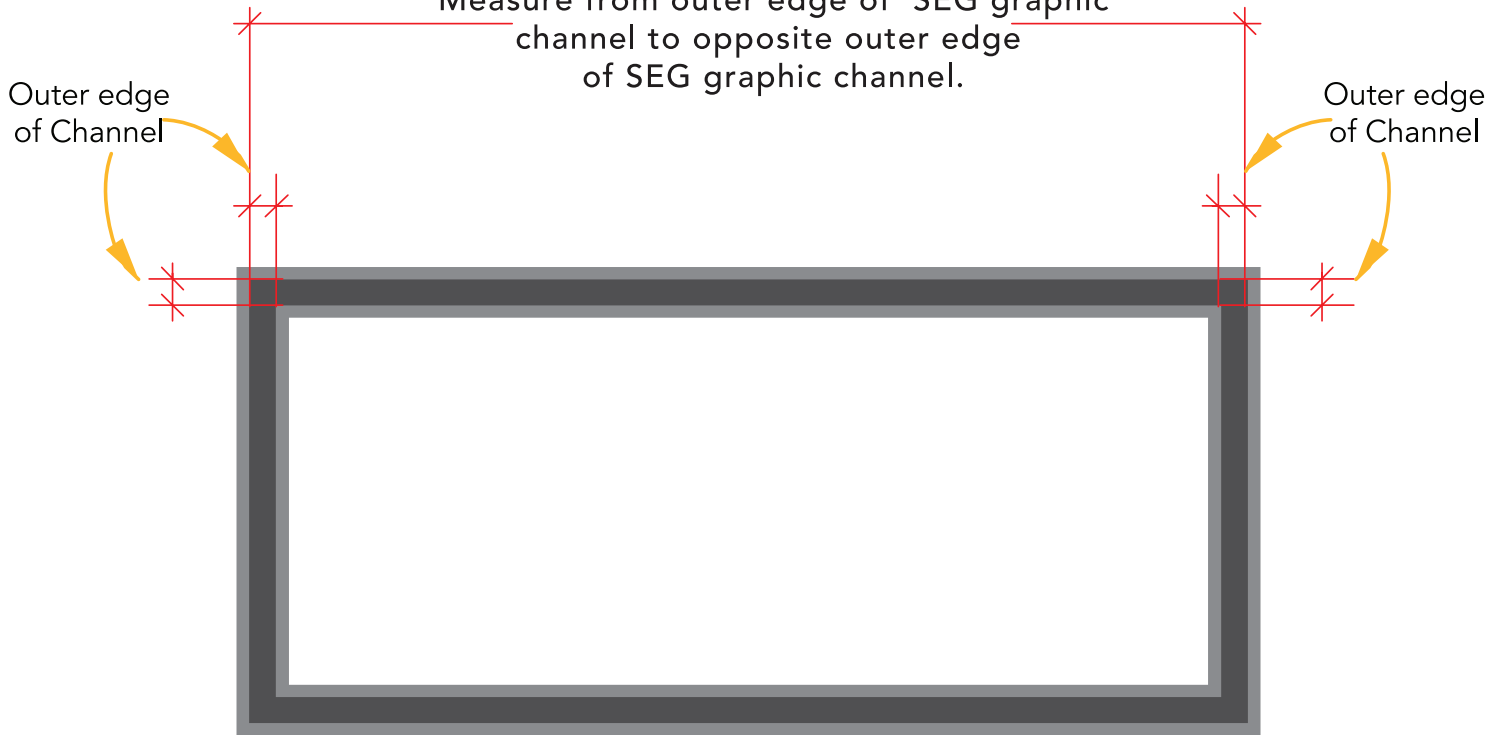 Measure from outer edge of SEG graphic
channel to opposite outer edge
of SEG graphic channel.
Outer edge
of Channel
Outer edge
of Channel